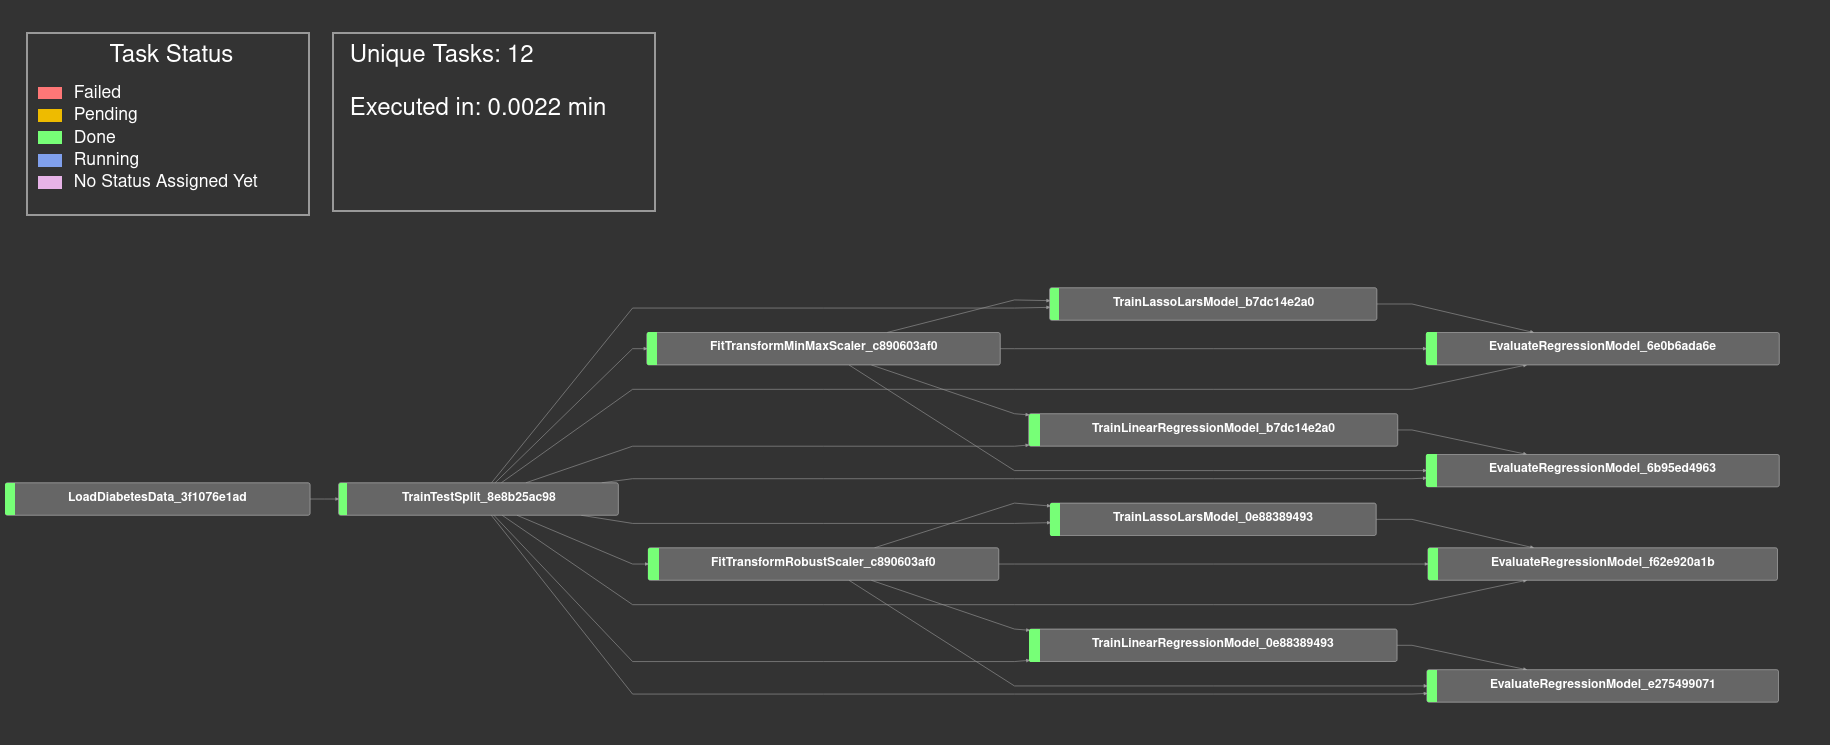 Task Status
Failed
Pending
Done
Running
No Status Assigned Yet
Unique Tasks: 12
Executed in: 0.0022 min
TrainLassoLarsModel_b7dc14e2a0
FitTransformMinMaxScaler_c890603af0
EvaluateRegressionModel_6e0b6ada6e
TrainLinearRegressionModel_b7dc14e2a0
EvaluateRegressionModel_6b95ed4963
LoadDiabetesData_3f1076e1ad
TrainTestSplit_8e8b25ac98
TrainLassoLarsModel_0e88389493
FitTransformRobustScaler_c890603af0
EvaluateRegressionModel_f62e920a1b
TrainLinearRegressionModel_0e88389493
EvaluateRegressionModel_e275499071